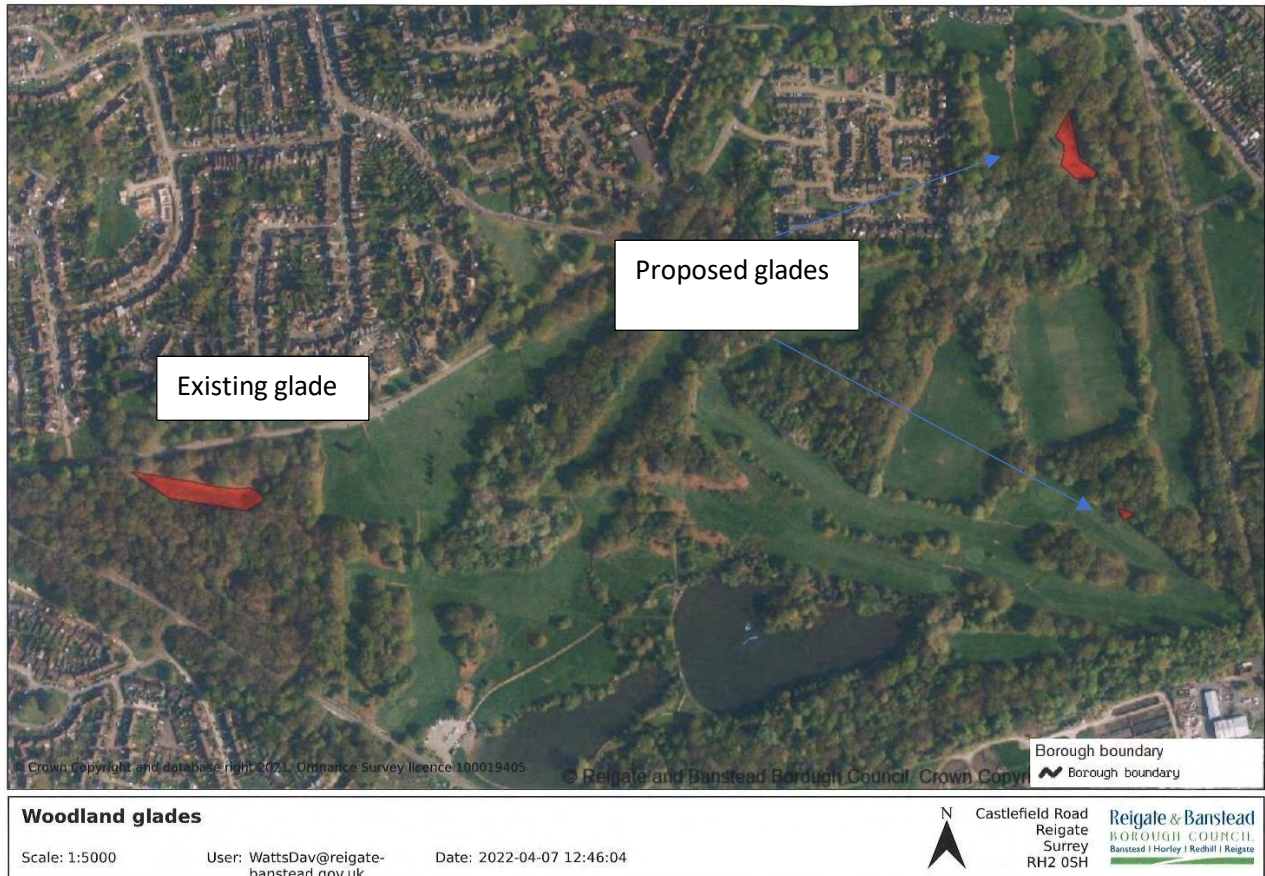 Proposed glades
Existing glade
© Crown Copyright and database right 2021. Ordnance Survey licence 100019405
© Reigate and Banstead Borough Council. Crown Copyri
Borough boundary
Borough boundary
Woodland glades
Scale: 1:5000
User: WattsDav@reigate-
banstead.gov.uk
Date: 2022-04-07 12:46:04
N
Castlefield Road
Reigate
Surrey
RH2 0SH
Reigate & Banstead
BOROUGH COUNCIL
Banstead | Horley | Redhill | Reigate